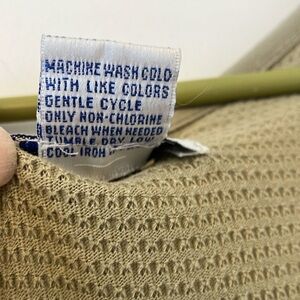 MACHINE WASH COLD
WITH LIKE COLORS
GENTLE CYCLE
ONLY NON-CHLORINE
BLEACH WHEN NEEDED
TUMBLE DRY LOW
COOL IRON